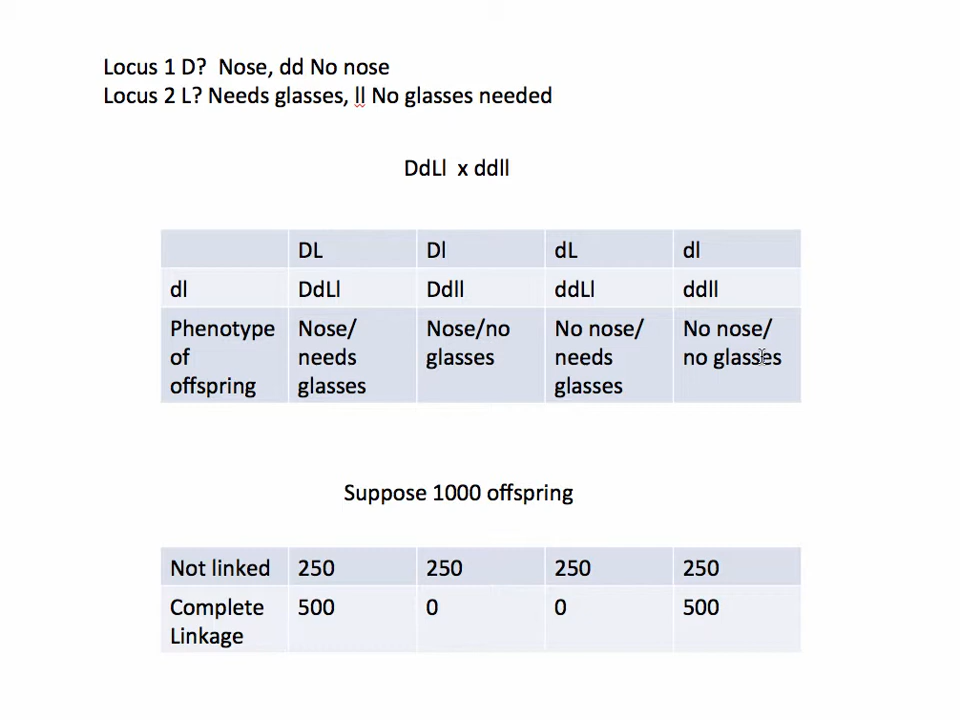 Locus 1 D?  Nose, dd No nose
Locus 2 L? Needs glasses, ll No glasses needed
DdLl  x ddll
DL Dl dL dl
dl DdLl Ddll ddLl ddll
Phenotype Nose/ Nose/no No nose/ No nose/
of needs glasses needs no glasses
offspring glasses glasses
Suppose 1000 offspring
Not linked 250 250 250 250
Complete 500 0 0 500
Linkage